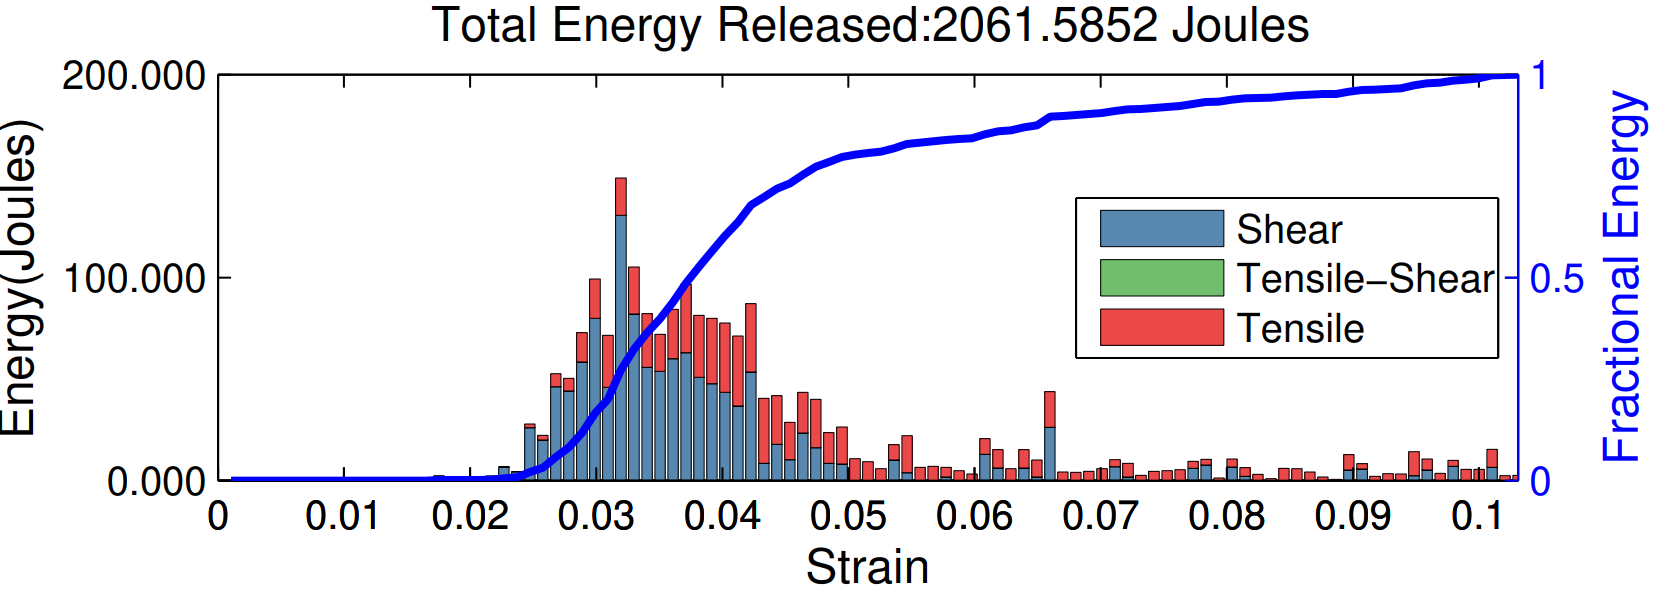 Total Energy Released:2061.5852 Joules
200.000
100.000
0.000
Energy(Joules)
0
0.01
0.02
0.03
0.04
0.05
0.06
0.07
0.08
0.09
0.1
Strain
Shear
Tensile−Shear
Tensile
1
0.5
0
Fractional Energy